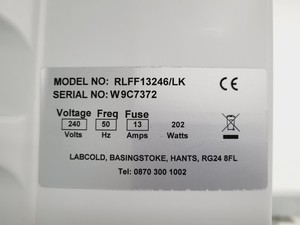 MODEL NO: RLFF13246/LK CE
SERIAL NO: W9C7372
Voltage Freq Fuse
240 50 13 202
Volts Hz Amps Watts
LABCOLD, BASINGSTOKE, HANTS, RG24 8FL
Tel: 0870 300 1002